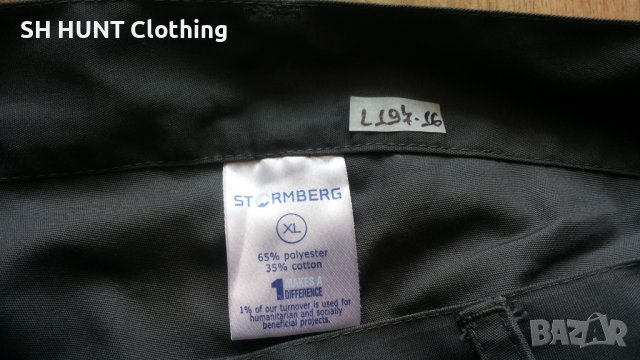 SH HUNT Clothing
L197-16
STORMBERG
XL
65% polyester
35% cotton
1 MAKES A
DIFFERENCE
1% of our turnover is used for
humanitarian and socially
beneficial projects.
BAZAR